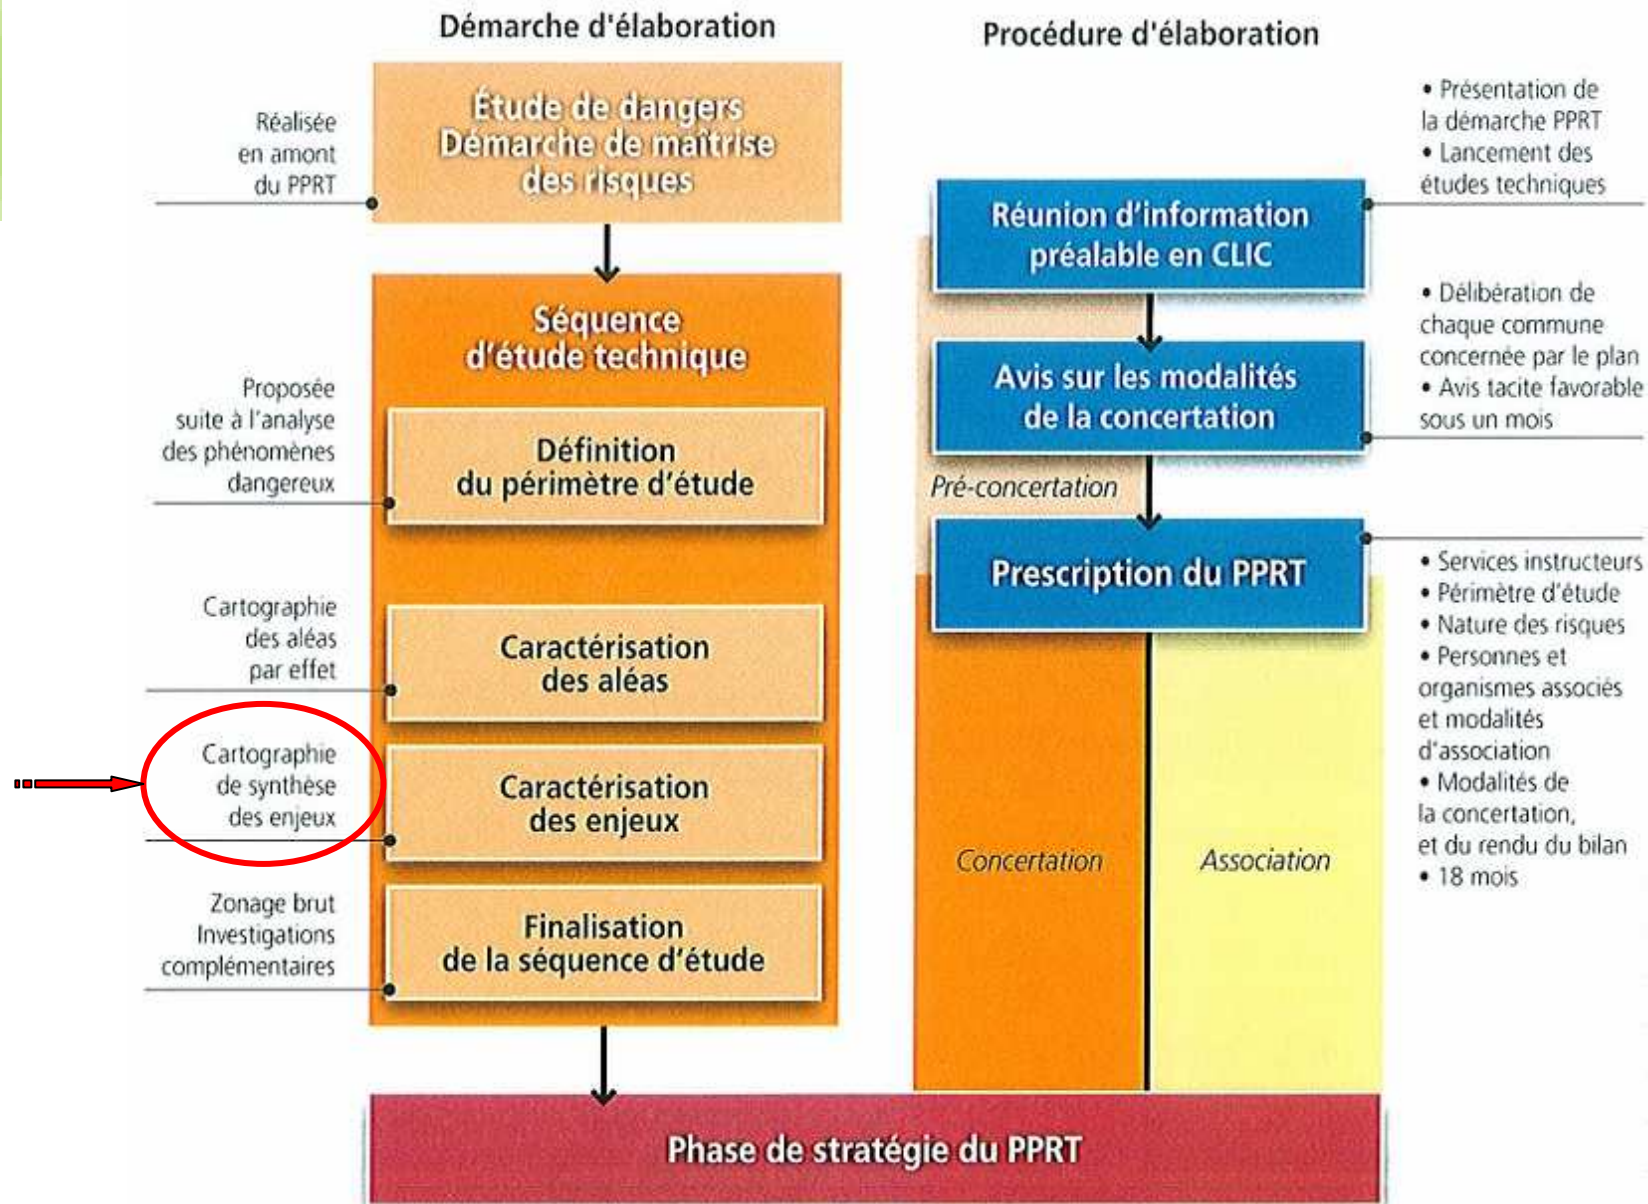 Démarche d'élaboration
Réalisée
en amont
du PPRT
Étude de dangers
Démarche de maîtrise
des risques
Séquence
d'étude technique
Proposée
suite à l'analyse
des phénomènes
dangereux
Définition
du périmètre d'étude
Cartographie
des aléas
par effet
Caractérisation
des aléas
Cartographie
de synthèse
des enjeux
Caractérisation
des enjeux
Zonage brut
Investigations
complémentaires
Finalisation
de la séquence d'étude
Procédure d'élaboration
Réunion d'information
préalable en CLIC
• Présentation de
la démarche PPRT
• Lancement des
études techniques
Avis sur les modalités
de la concertation
• Délibération de
chaque commune
concernée par le plan
• Avis tacite favorable
sous un mois
Pré-concertation
Prescription du PPRT
• Services instructeurs
• Périmètre d'étude
• Nature des risques
• Personnes et
organismes associés
et modalités
d'association
• Modalités de
la concertation,
et du rendu du bilan
• 18 mois
Concertation
Association
Phase de stratégie du PPRT